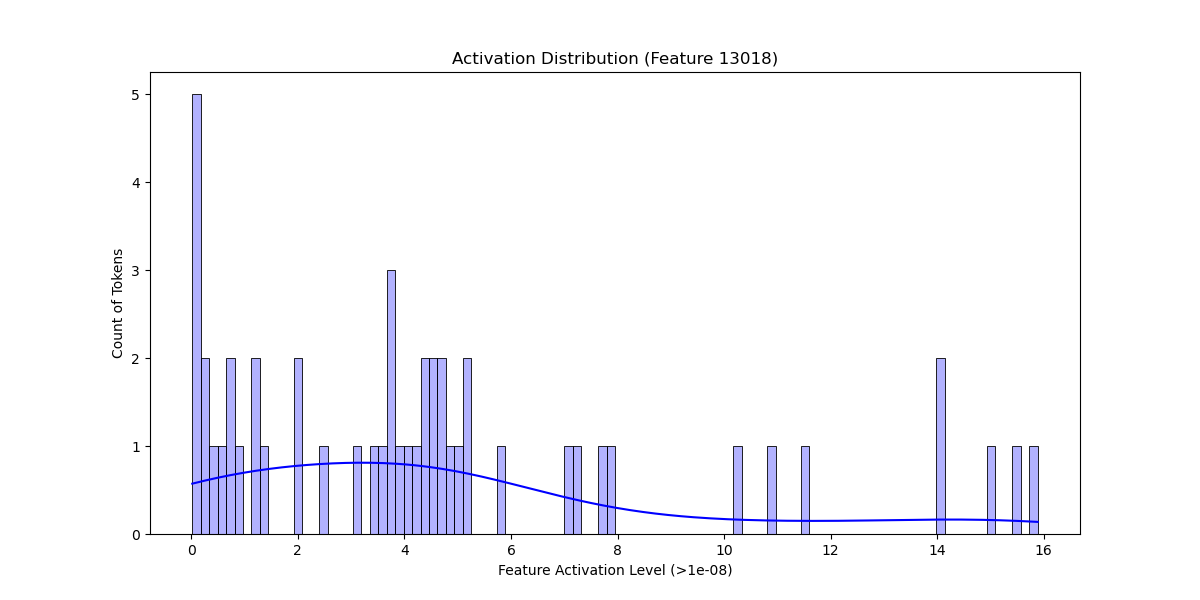 Activation Distribution (Feature 13018)
5
4
3
2
1
0
Count of Tokens
0 2 4 6 8 10 12 14 16
Feature Activation Level (>1e-08)